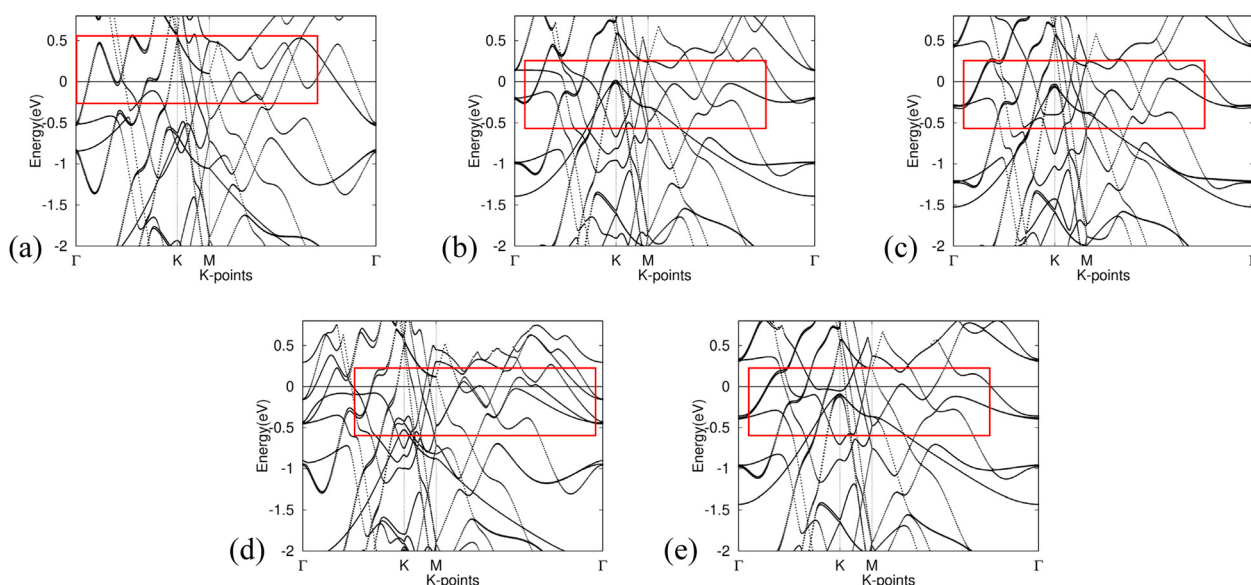 0.5
0
-0.5
-1
-1.5
-2
Energy(eV)
Γ K M Γ
K-points
(a)
0.5
0
-0.5
-1
-1.5
-2
Energy(eV)
Γ K M Γ
K-points
(b)
0.5
0
-0.5
-1
-1.5
-2
Energy(eV)
Γ K M Γ
K-points
(c)
0.5
0
-0.5
-1
-1.5
-2
Energy(eV)
Γ K M Γ
K-points
(d)
0.5
0
-0.5
-1
-1.5
-2
Energy(eV)
Γ K M Γ
K-points
(e)